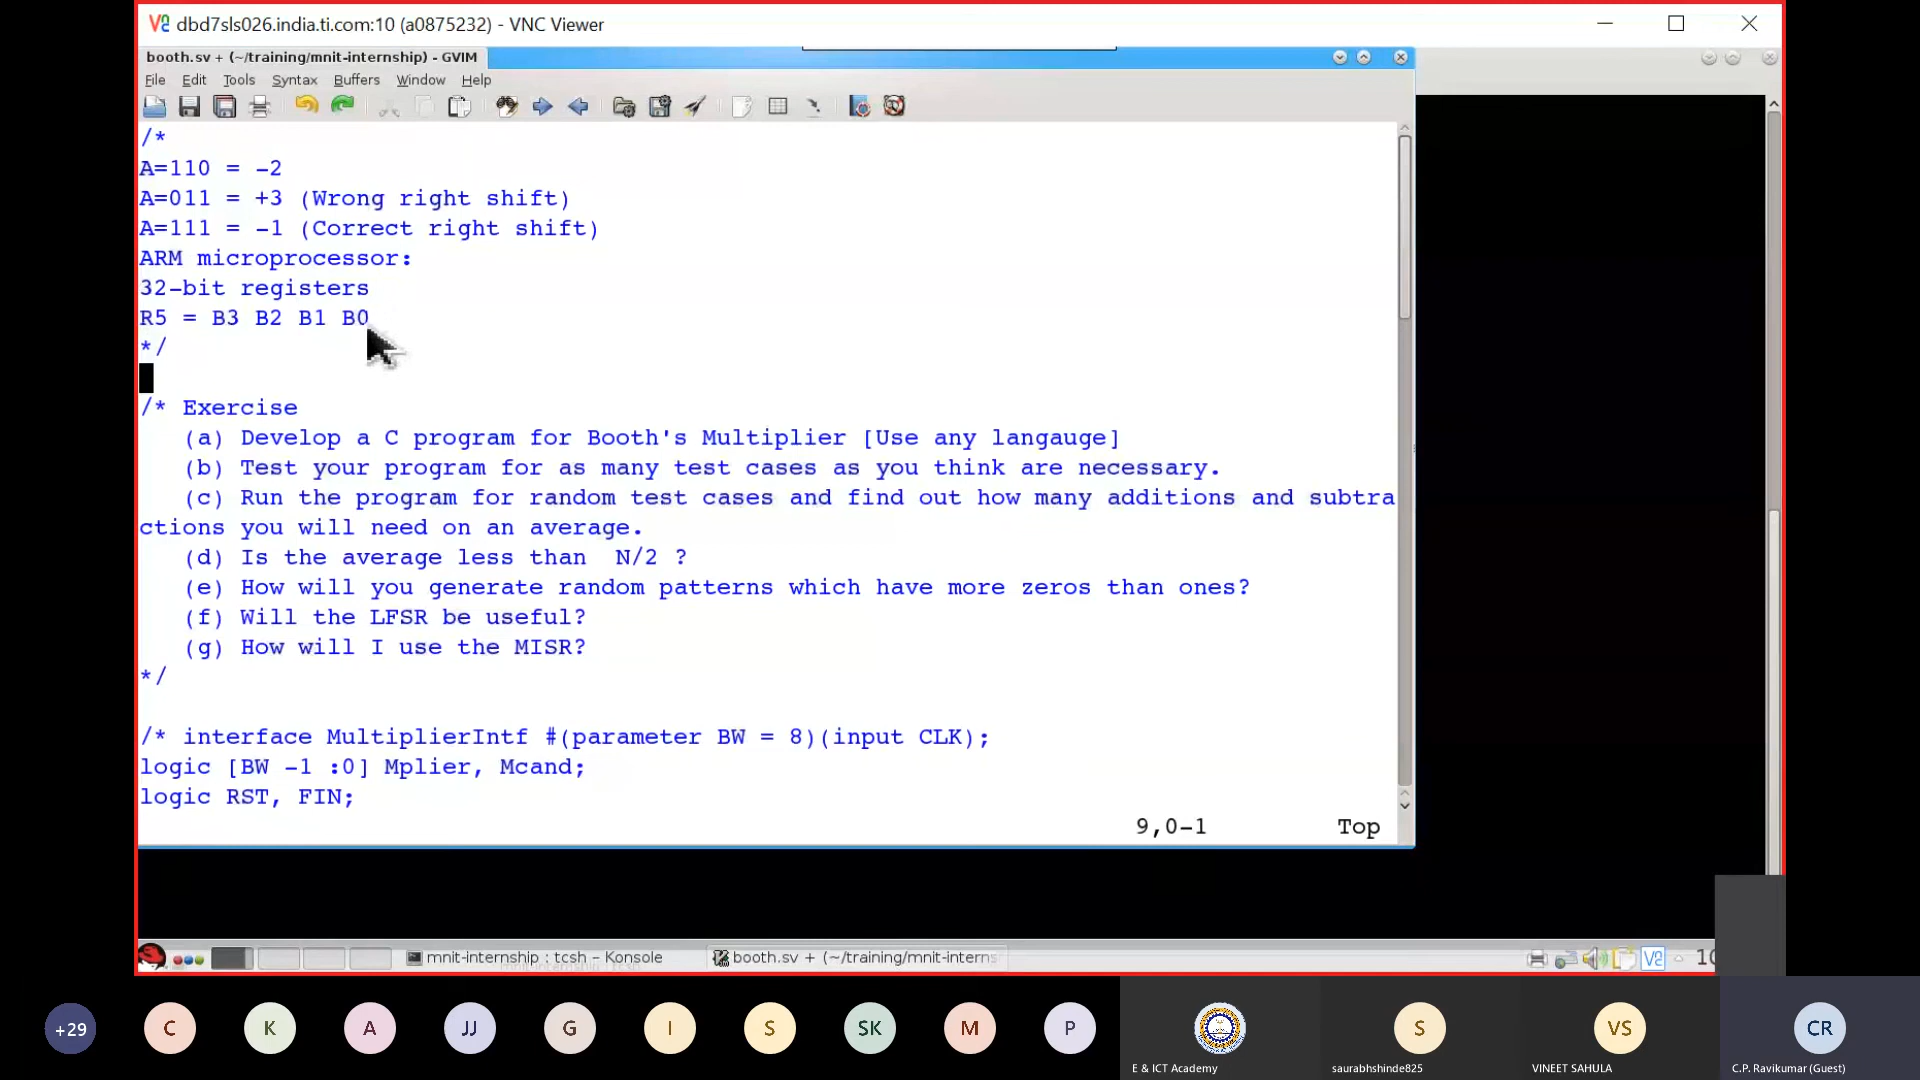 dbd7sls026.india.ti.com:10 (a0875232) - VNC Viewer
booth.sv + (~/training/mnit-internship) - GVIM
File Edit Tools Syntax Buffers Window Help
/*
A=110 = -2
A=011 = +3 (Wrong right shift)
A=111 = -1 (Correct right shift)
ARM microprocessor:
32-bit registers
R5 = B3 B2 B1 B0
*/
/* Exercise
(a) Develop a C program for Booth's Multiplier [Use any langauge]
(b) Test your program for as many test cases as you think are necessary.
(c) Run the program for random test cases and find out how many additions and subtra
ctions you will need on an average.
(d) Is the average less than  N/2 ?
(e) How will you generate random patterns which have more zeros than ones?
(f) Will the LFSR be useful?
(g) How will I use the MISR?
*/
/* interface MultiplierIntf #(parameter BW = 8)(input CLK);
logic [BW -1 :0] Mplier, Mcand;
logic RST, FIN;
9,0-1 Top
mnit-internship : tcsh - Konsole
booth.sv + (~/training/mnit-interns
10
+29 C K A JJ G I S SK M P S VS CR
E & ICT Academy
saurabhshinde825
VINEET SAHULA
C.P. Ravikumar (Guest)